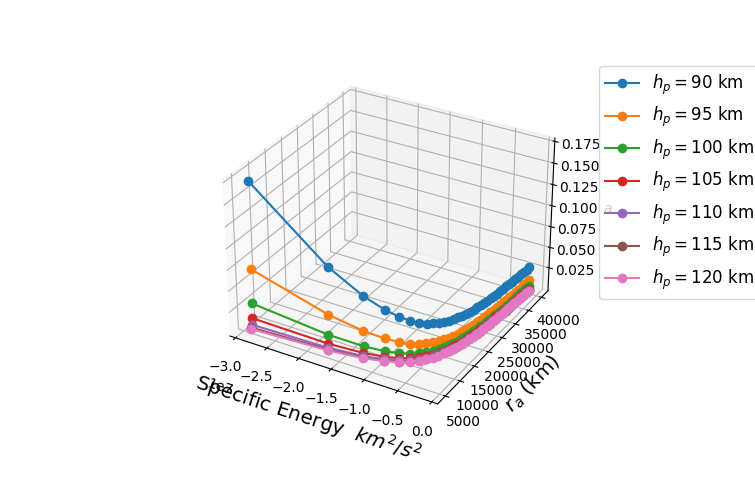 h_p = 90 km
h_p = 95 km
h_p = 100 km
h_p = 105 km
h_p = 110 km
h_p = 115 km
h_p = 120 km
0.175
0.150
0.125
0.100
0.075
0.050
0.025
a
40000
35000
30000
25000
20000
15000
10000
5000
r_a (km)
−3.0
−2.5
−2.0
−1.5
−1.0
−0.5
0.0
Specific Energy km²/s²